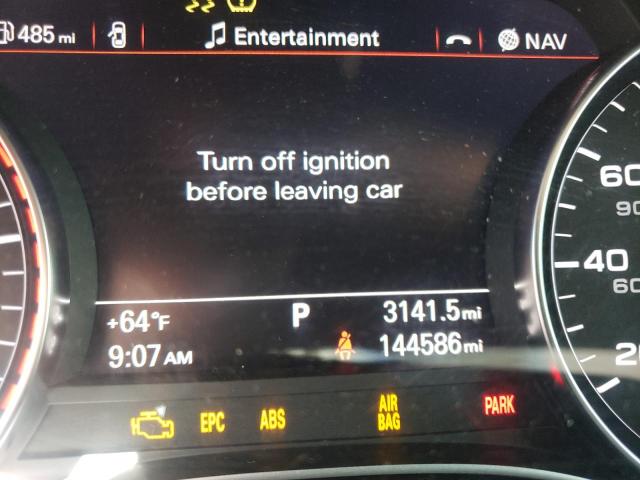 485 mi
Entertainment
NAV
Turn off ignition
before leaving car
+64°F
P
3141.5 mi
9:07 AM
144586 mi
EPC
ABS
AIR
BAG
PARK
60
90
40
60
20